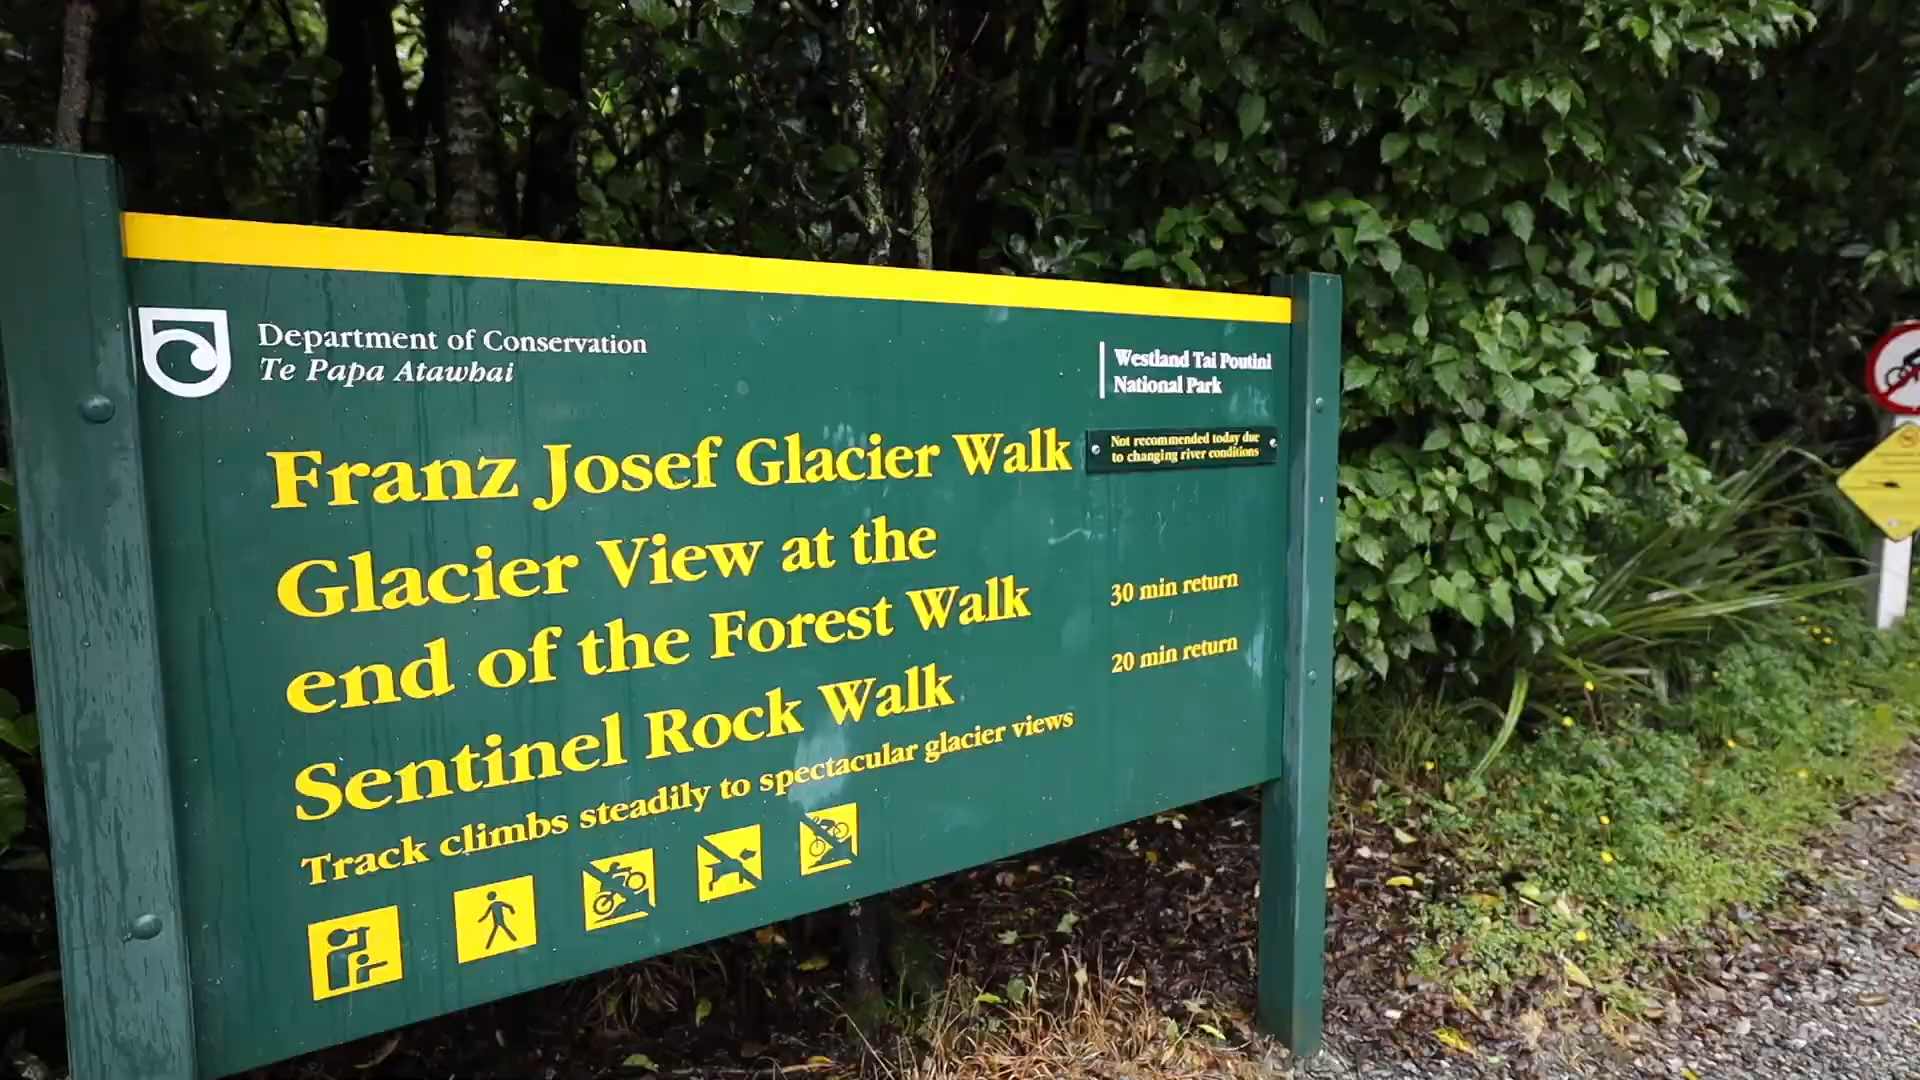 Department of Conservation
Te Papa Atawhai
Westland Tai Poutini
National Park
Franz Josef Glacier Walk
Not recommended today due
to changing river conditions
Glacier View at the
end of the Forest Walk
30 min return
Sentinel Rock Walk
20 min return
Track climbs steadily to spectacular glacier views